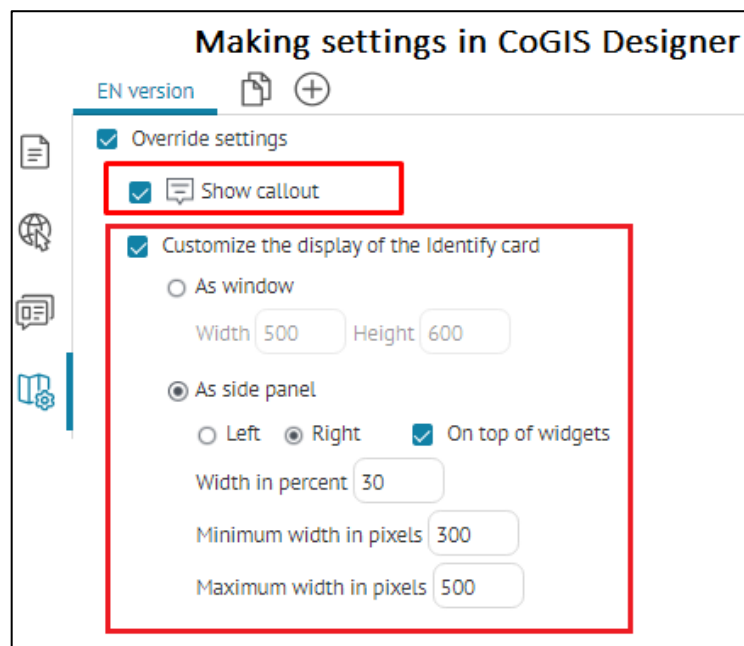 Making settings in CoGIS Designer
EN version
Override settings
Show callout
Customize the display of the Identify card
As window
Width 500 Height 600
As side panel
Left Right On top of widgets
Width in percent 30
Minimum width in pixels 300
Maximum width in pixels 500